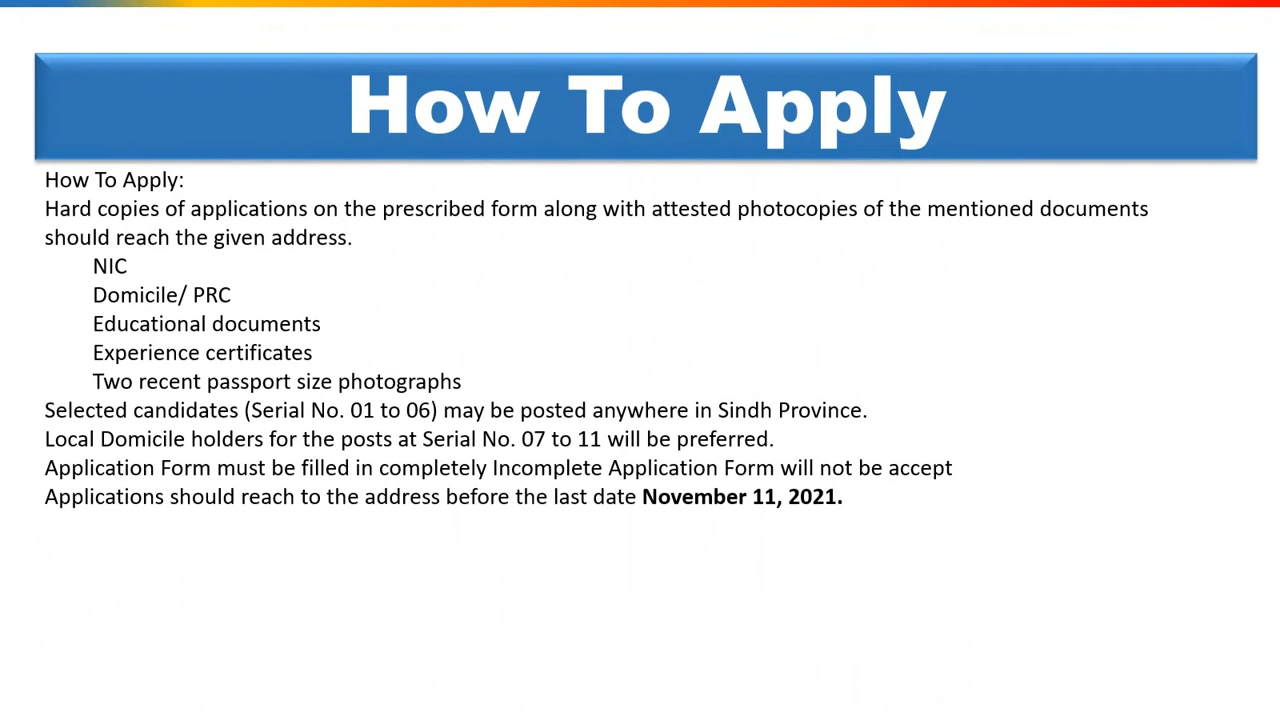 How To Apply
How To Apply:
Hard copies of applications on the prescribed form along with attested photocopies of the mentioned documents
should reach the given address.
NIC
Domicile/ PRC
Educational documents
Experience certificates
Two recent passport size photographs
Selected candidates (Serial No. 01 to 06) may be posted anywhere in Sindh Province.
Local Domicile holders for the posts at Serial No. 07 to 11 will be preferred.
Application Form must be filled in completely Incomplete Application Form will not be accept
Applications should reach to the address before the last date November 11, 2021.